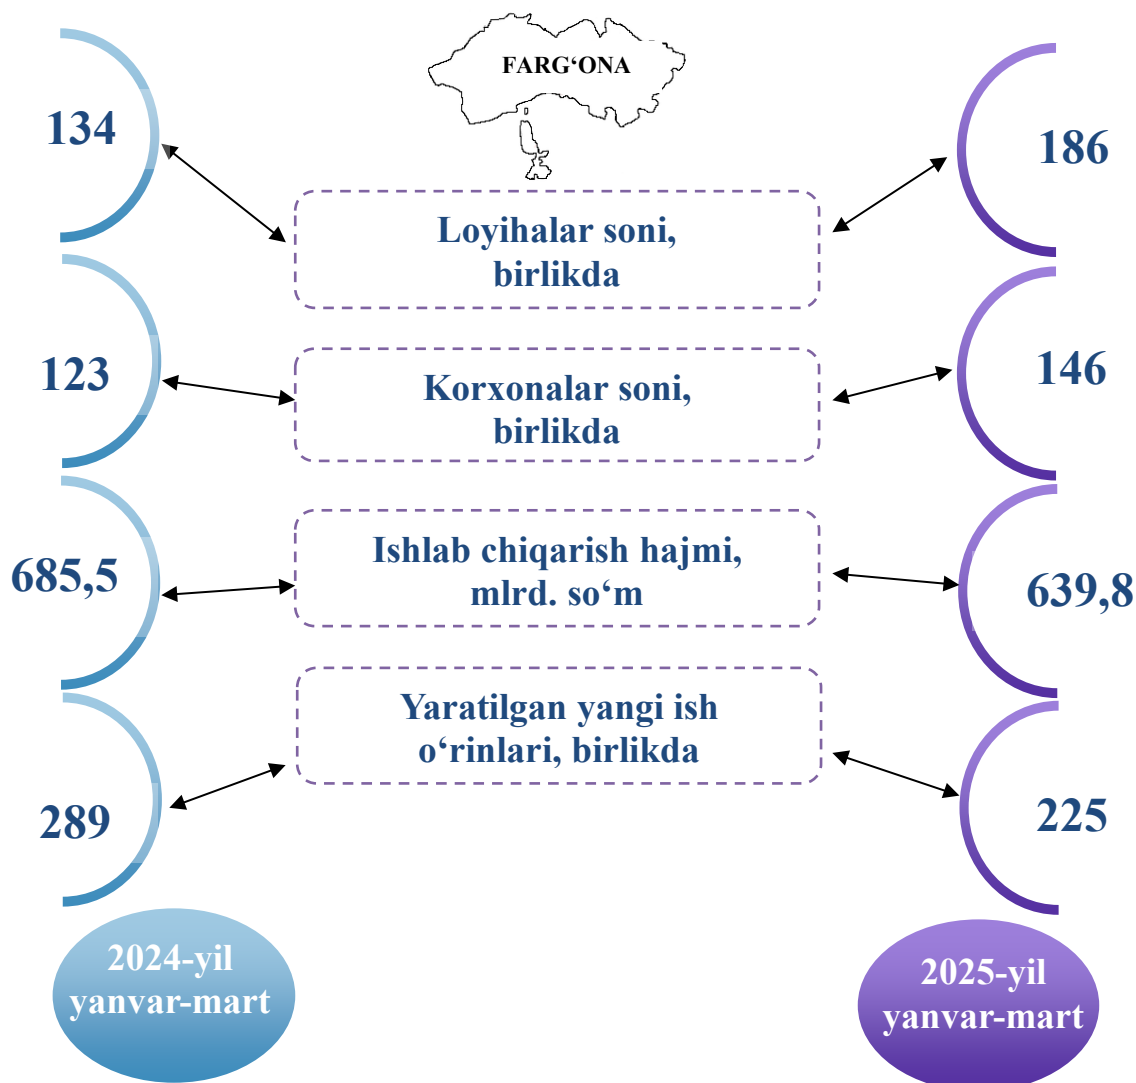 FARG‘ONA
134
Loyihalar soni,
birlikda
186
123
Korxonalar soni,
birlikda
146
685,5
Ishlab chiqarish hajmi,
mlrd. so‘m
639,8
289
Yaratilgan yangi ish
o‘rinlari, birlikda
225
2024-yil
yanvar-mart
2025-yil
yanvar-mart